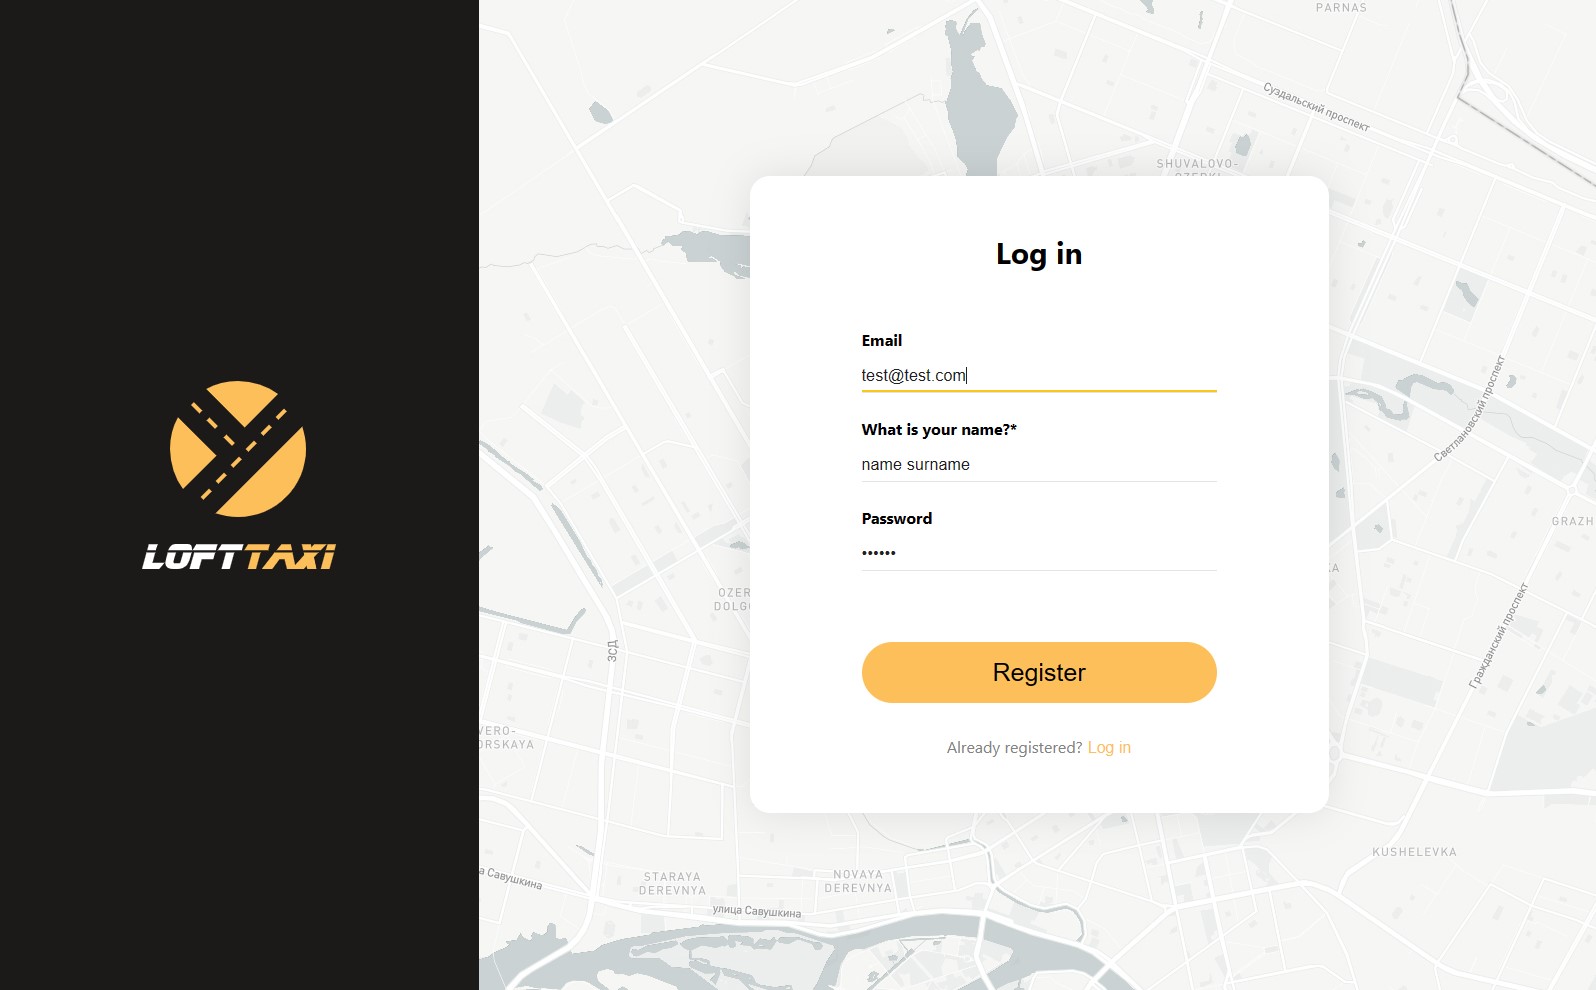 PARNAS
Суздальский проспект
SHUVALOVO-
OZERKI
Log in
Email
test@test.com
What is your name?*
name surname
Password
••••••
Register
Already registered? Log in
LOFTTAXI
Светлановский проспект
GRAZH
Гражданский проспект
OZER
DOLGO
ЗСД
VERO-
ORSKAYA
KUSHELEVKA
STARAYA
DEREVNYA
NOVAYA
DEREVNYA
а Савушкина
улица Савушкина